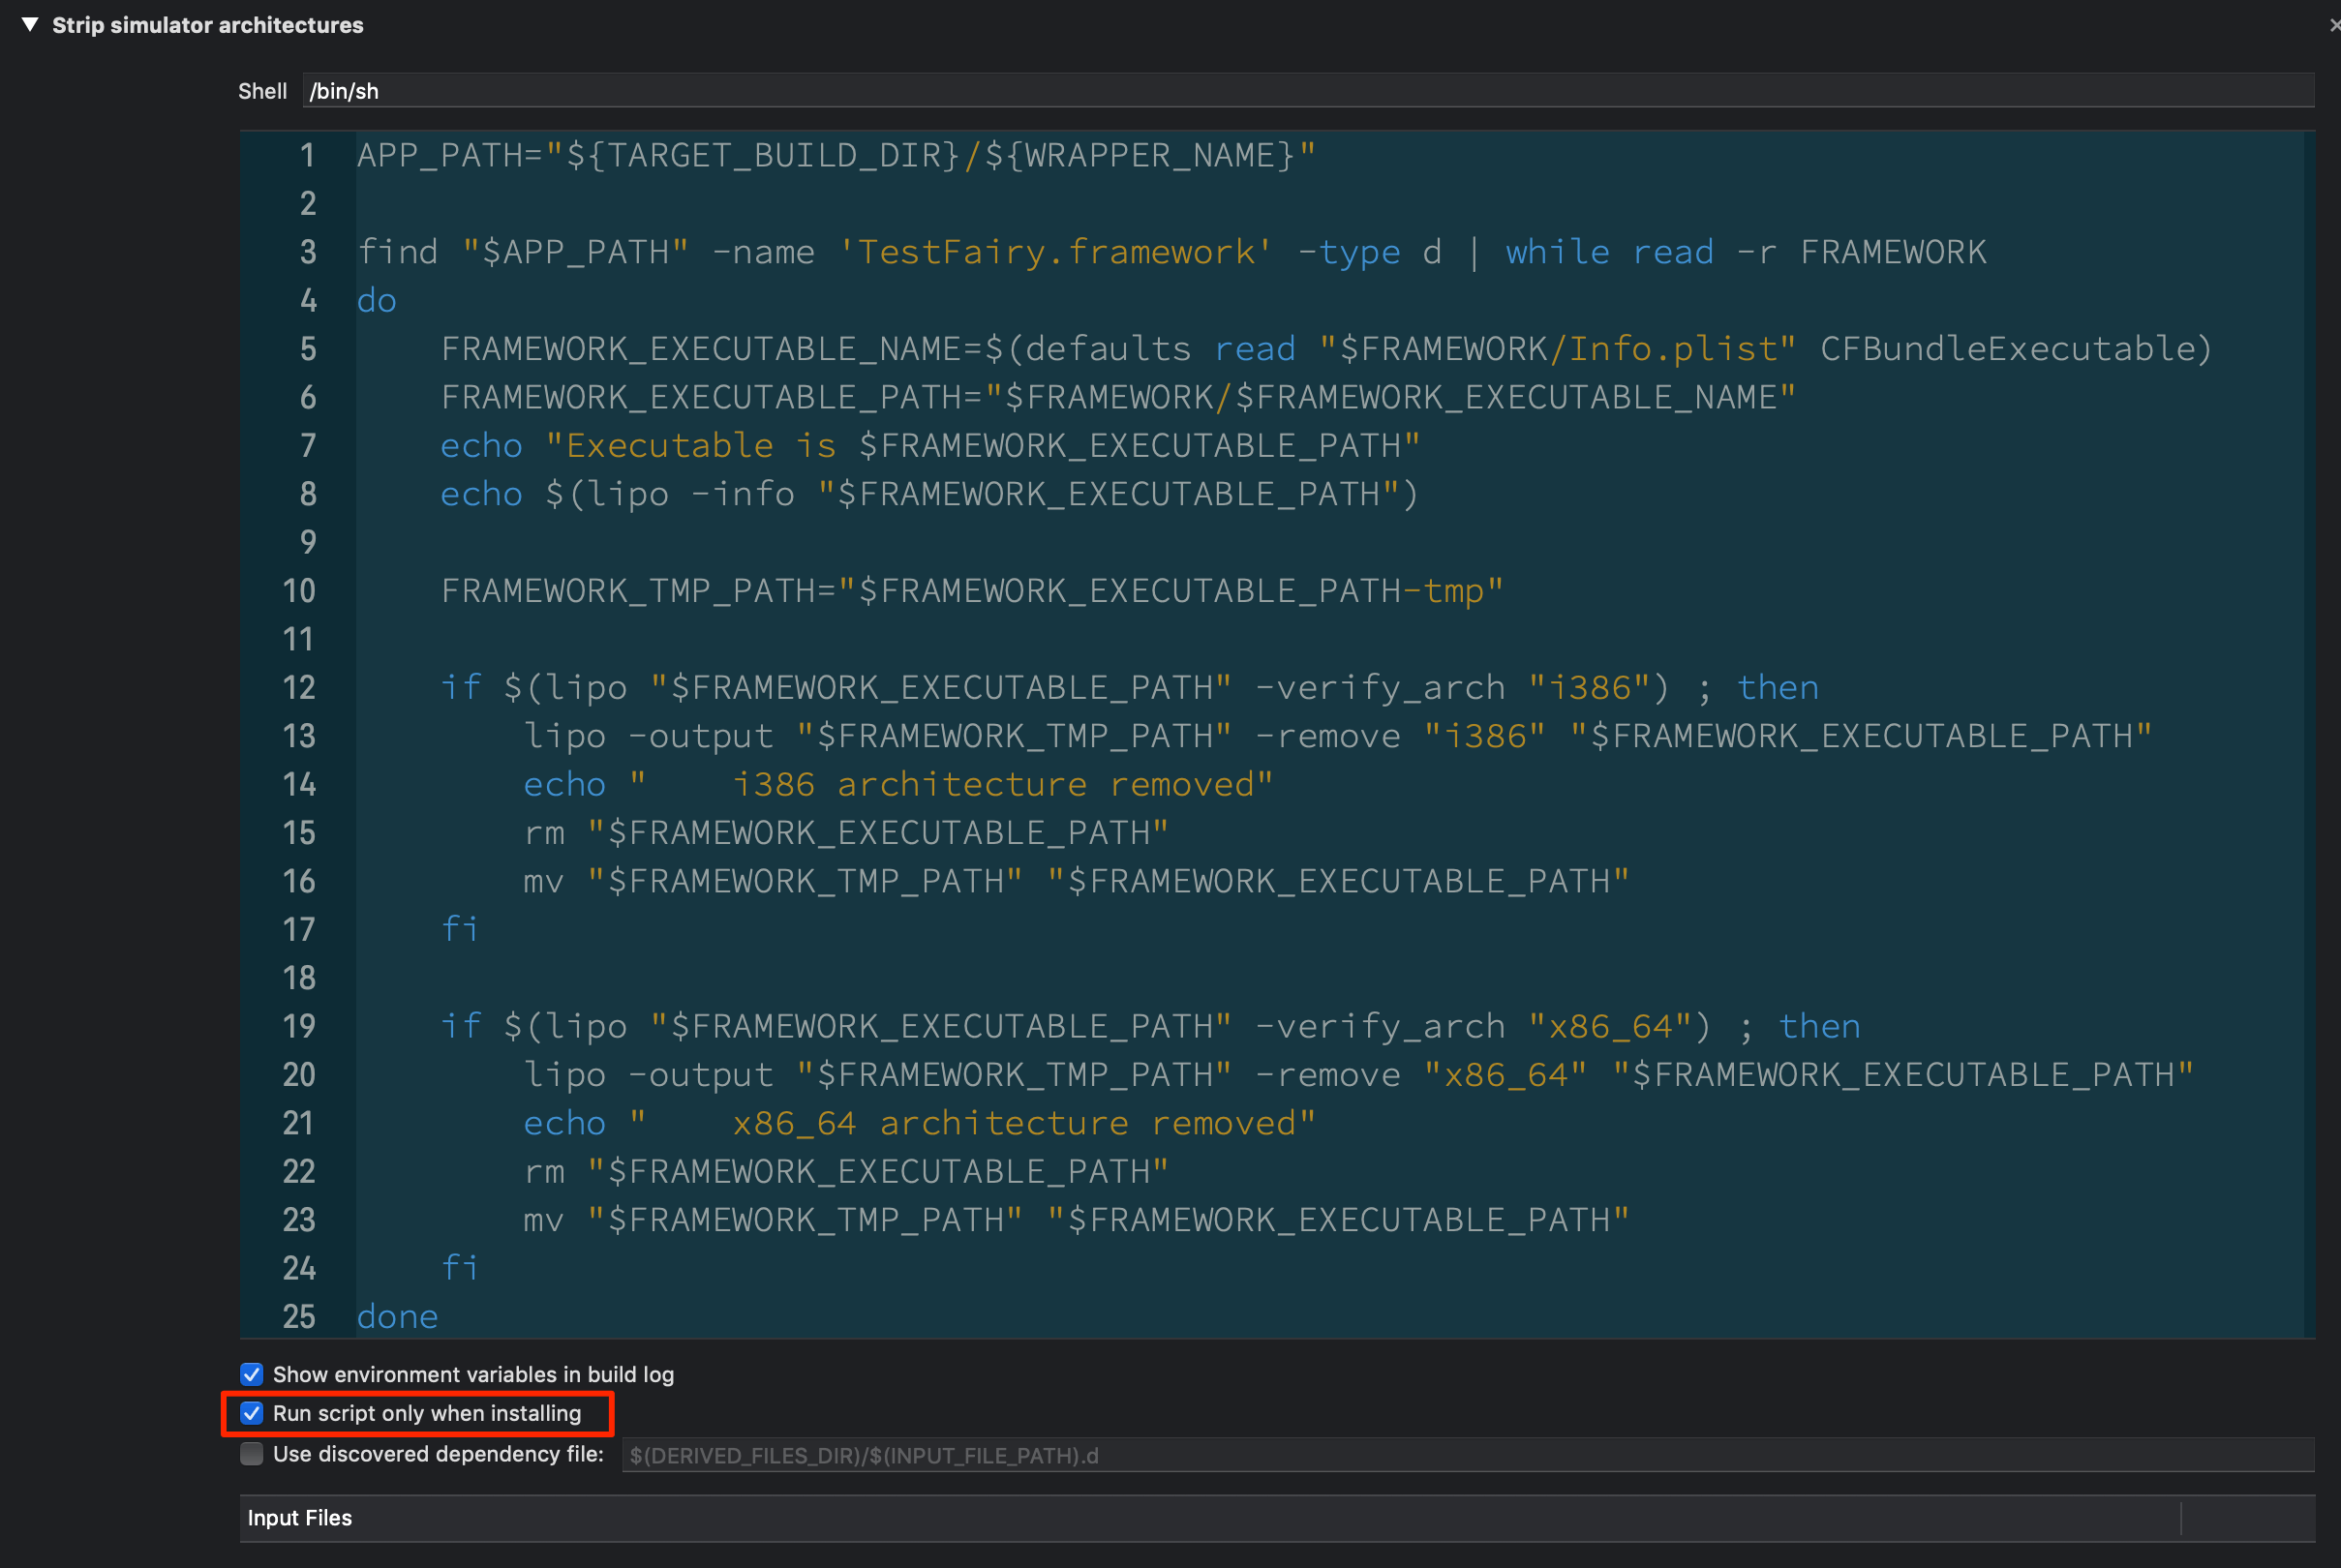 Strip simulator architectures
Shell /bin/sh
1 APP_PATH="${TARGET_BUILD_DIR}/${WRAPPER_NAME}"
2
3 find "$APP_PATH" -name 'TestFairy.framework' -type d | while read -r FRAMEWORK
4 do
5     FRAMEWORK_EXECUTABLE_NAME=$(defaults read "$FRAMEWORK/Info.plist" CFBundleExecutable)
6     FRAMEWORK_EXECUTABLE_PATH="$FRAMEWORK/$FRAMEWORK_EXECUTABLE_NAME"
7     echo "Executable is $FRAMEWORK_EXECUTABLE_PATH"
8     echo $(lipo -info "$FRAMEWORK_EXECUTABLE_PATH")
9
10     FRAMEWORK_TMP_PATH="$FRAMEWORK_EXECUTABLE_PATH-tmp"
11
12     if $(lipo "$FRAMEWORK_EXECUTABLE_PATH" -verify_arch "i386") ; then
13         lipo -output "$FRAMEWORK_TMP_PATH" -remove "i386" "$FRAMEWORK_EXECUTABLE_PATH"
14         echo "    i386 architecture removed"
15         rm "$FRAMEWORK_EXECUTABLE_PATH"
16         mv "$FRAMEWORK_TMP_PATH" "$FRAMEWORK_EXECUTABLE_PATH"
17     fi
18
19     if $(lipo "$FRAMEWORK_EXECUTABLE_PATH" -verify_arch "x86_64") ; then
20         lipo -output "$FRAMEWORK_TMP_PATH" -remove "x86_64" "$FRAMEWORK_EXECUTABLE_PATH"
21         echo "    x86_64 architecture removed"
22         rm "$FRAMEWORK_EXECUTABLE_PATH"
23         mv "$FRAMEWORK_TMP_PATH" "$FRAMEWORK_EXECUTABLE_PATH"
24     fi
25 done
Show environment variables in build log
Run script only when installing
Use discovered dependency file: $(DERIVED_FILES_DIR)/$(INPUT_FILE_PATH).d
Input Files